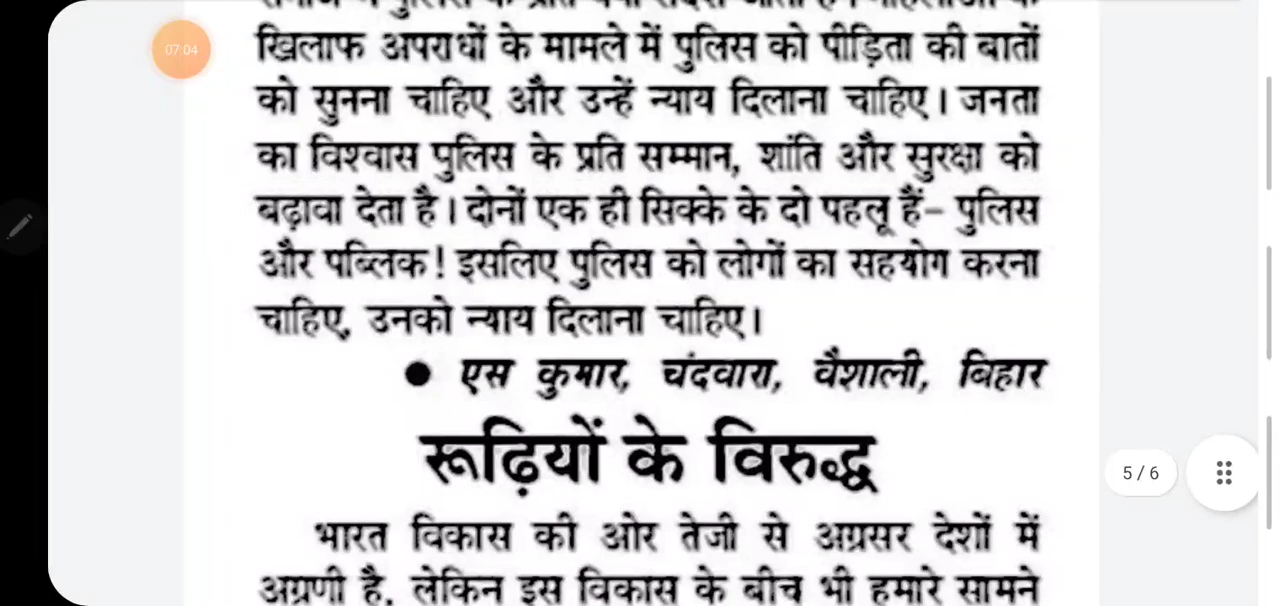 07:04
खिलाफ अपराधों के मामले में पुलिस को पीड़िता की बातों
को सुनना चाहिए और उन्हें न्याय दिलाना चाहिए। जनता
का विश्वास पुलिस के प्रति सम्मान, शांति और सुरक्षा को
बढ़ावा देता है। दोनों एक ही सिक्के के दो पहलू हैं– पुलिस
और पब्लिक! इसलिए पुलिस को लोगों का सहयोग करना
चाहिए, उनको न्याय दिलाना चाहिए।
● एस कुमार, चंदवारा, वैशाली, बिहार
रूढ़ियों के विरुद्ध
5 / 6
भारत विकास की ओर तेजी से अग्रसर देशों में
अग्रणी है, लेकिन इस विकास के बीच भी हमारे सामने